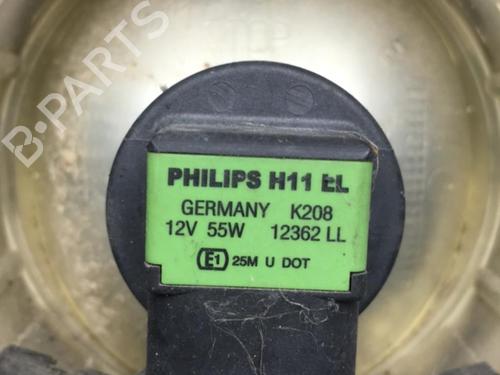 B-PARTS
PHILIPS H11 EL
GERMANY K208
12V 55W 12362 LL
E1 25M U DOT